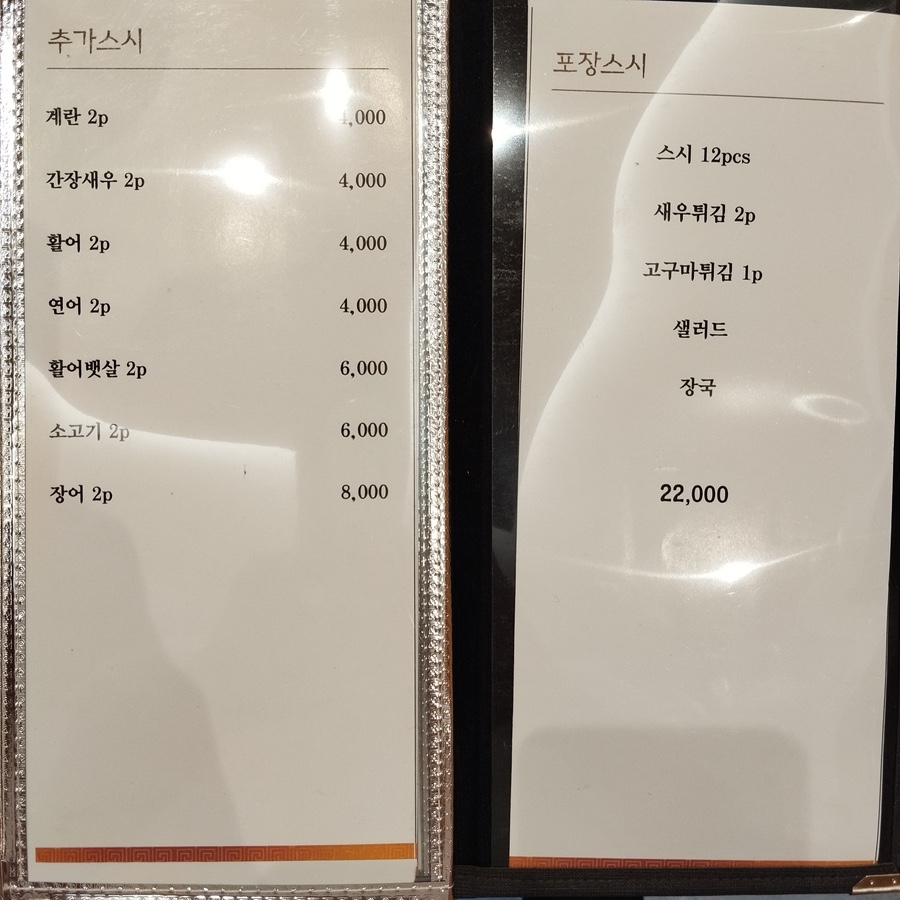 추가스시
계란 2p 4,000
간장새우 2p 4,000
활어 2p 4,000
연어 2p 4,000
활어뱃살 2p 6,000
소고기 2p 6,000
장어 2p 8,000
포장스시
스시 12pcs
새우튀김 2p
고구마튀김 1p
샐러드
장국
22,000